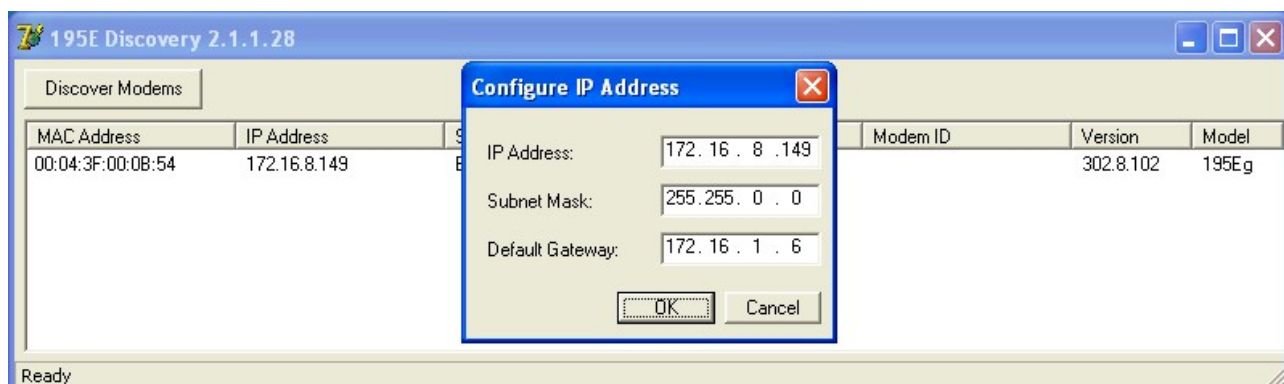 195E Discovery 2.1.1.28
Discover Modems
Configure IP Address
MAC Address IP Address Modem ID Version Model
00:04:3F:00:0B:54 172.16.8.149 302.8.102 195Eg
IP Address: 172. 16 . 8 .149
Subnet Mask: 255.255. 0 . 0
Default Gateway: 172. 16 . 1 . 6
OK Cancel
Ready